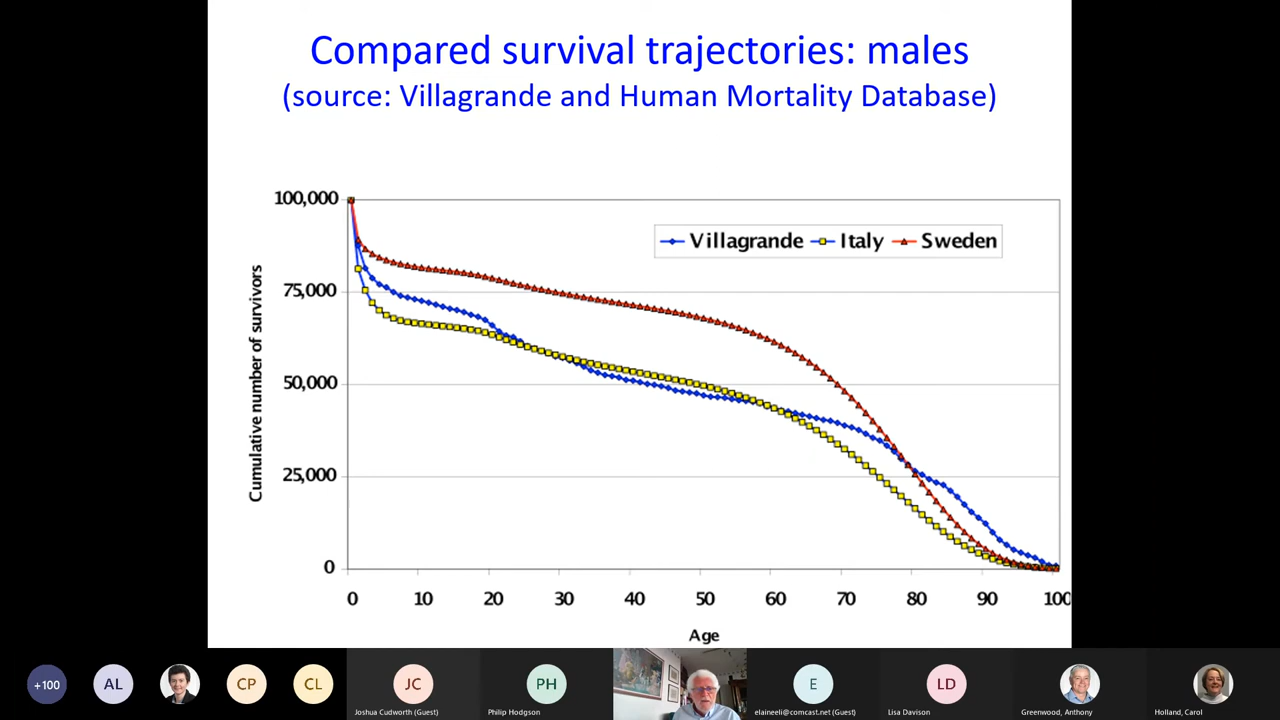 Compared survival trajectories: males
(source: Villagrande and Human Mortality Database)
Villagrande Italy Sweden
Cumulative number of survivors
100,000
75,000
50,000
25,000
0
0 10 20 30 40 50 60 70 80 90 100
Age
+100 AL CP CL JC PH E LD
Joshua Cudworth (Guest) Philip Hodgson elaineeli@comcast.net (Guest) Lisa Davison Greenwood, Anthony Holland, Carol